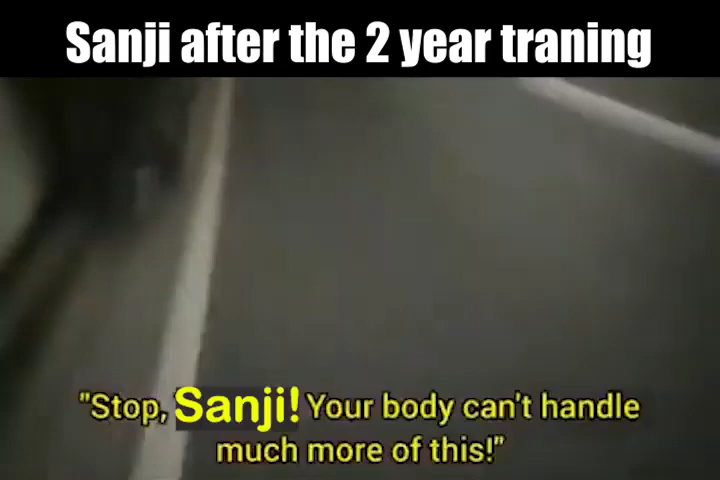 Sanji after the 2 year traning
"Stop, Sanji! Your body can't handle
much more of this!"